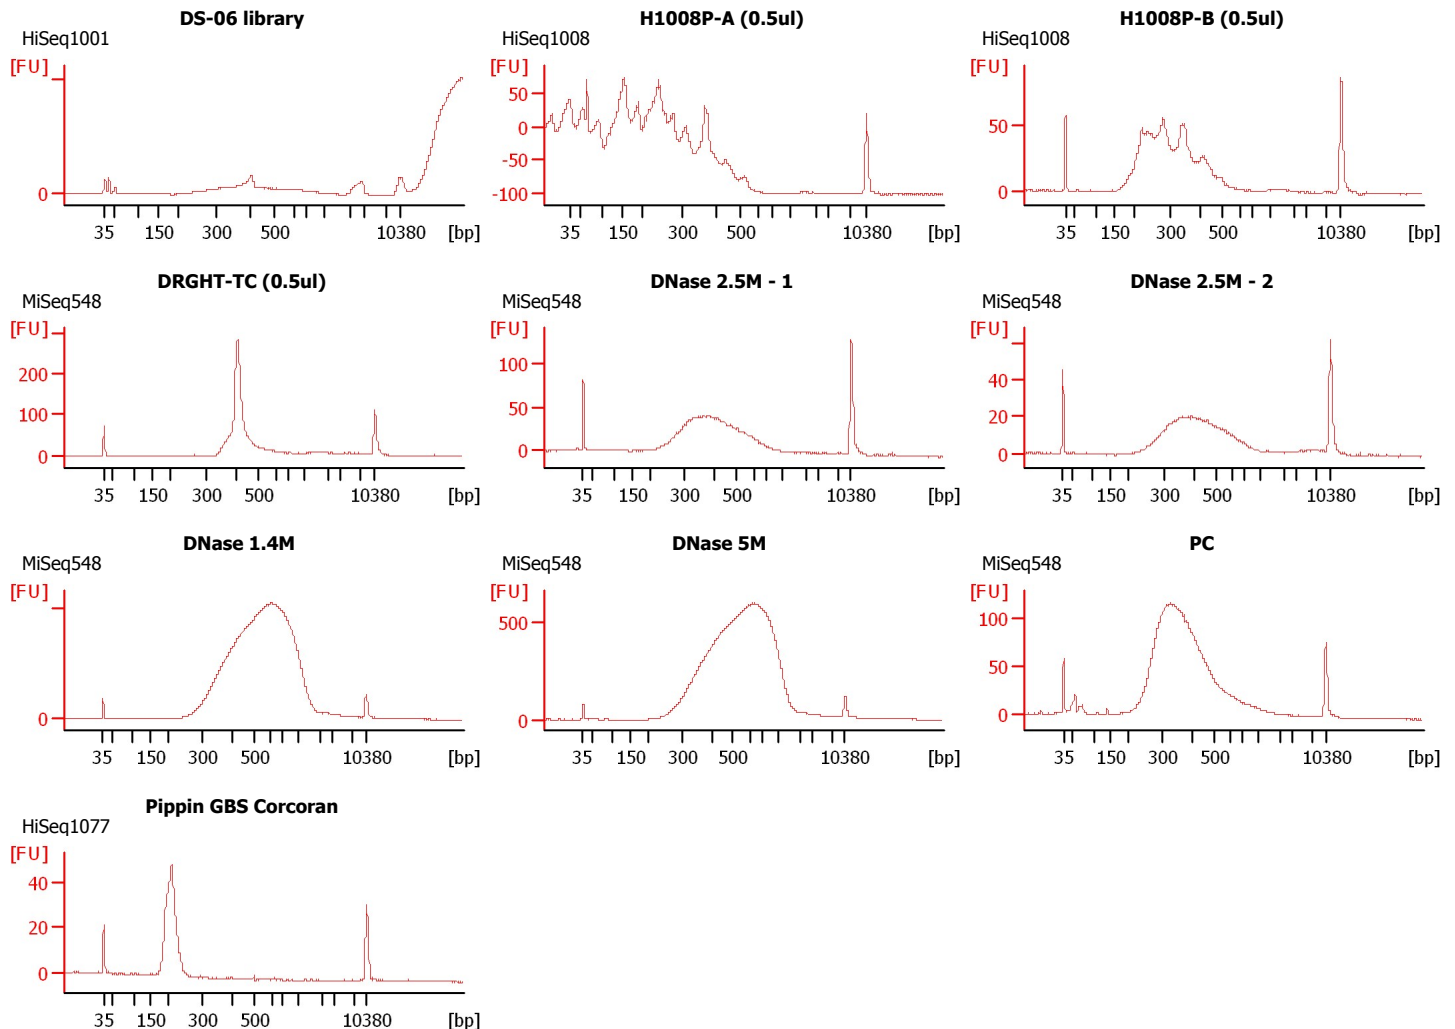 DS-06 library
HiSeq1001
[FU]
0
35 150 300 500 10380 [bp]
H1008P-A (0.5ul)
HiSeq1008
[FU]
50
0
-50
-100
35 150 300 500 10380 [bp]
H1008P-B (0.5ul)
HiSeq1008
[FU]
50
0
35 150 300 500 10380 [bp]
DRGHT-TC (0.5ul)
MiSeq548
[FU]
200
100
0
35 150 300 500 10380 [bp]
DNase 2.5M - 1
MiSeq548
[FU]
100
50
0
35 150 300 500 10380 [bp]
DNase 2.5M - 2
MiSeq548
[FU]
40
20
0
35 150 300 500 10380 [bp]
DNase 1.4M
MiSeq548
[FU]
0
35 150 300 500 10380 [bp]
DNase 5M
MiSeq548
[FU]
500
0
35 150 300 500 10380 [bp]
PC
MiSeq548
[FU]
100
50
0
35 150 300 500 10380 [bp]
Pippin GBS Corcoran
HiSeq1077
[FU]
40
20
0
35 150 300 500 10380 [bp]